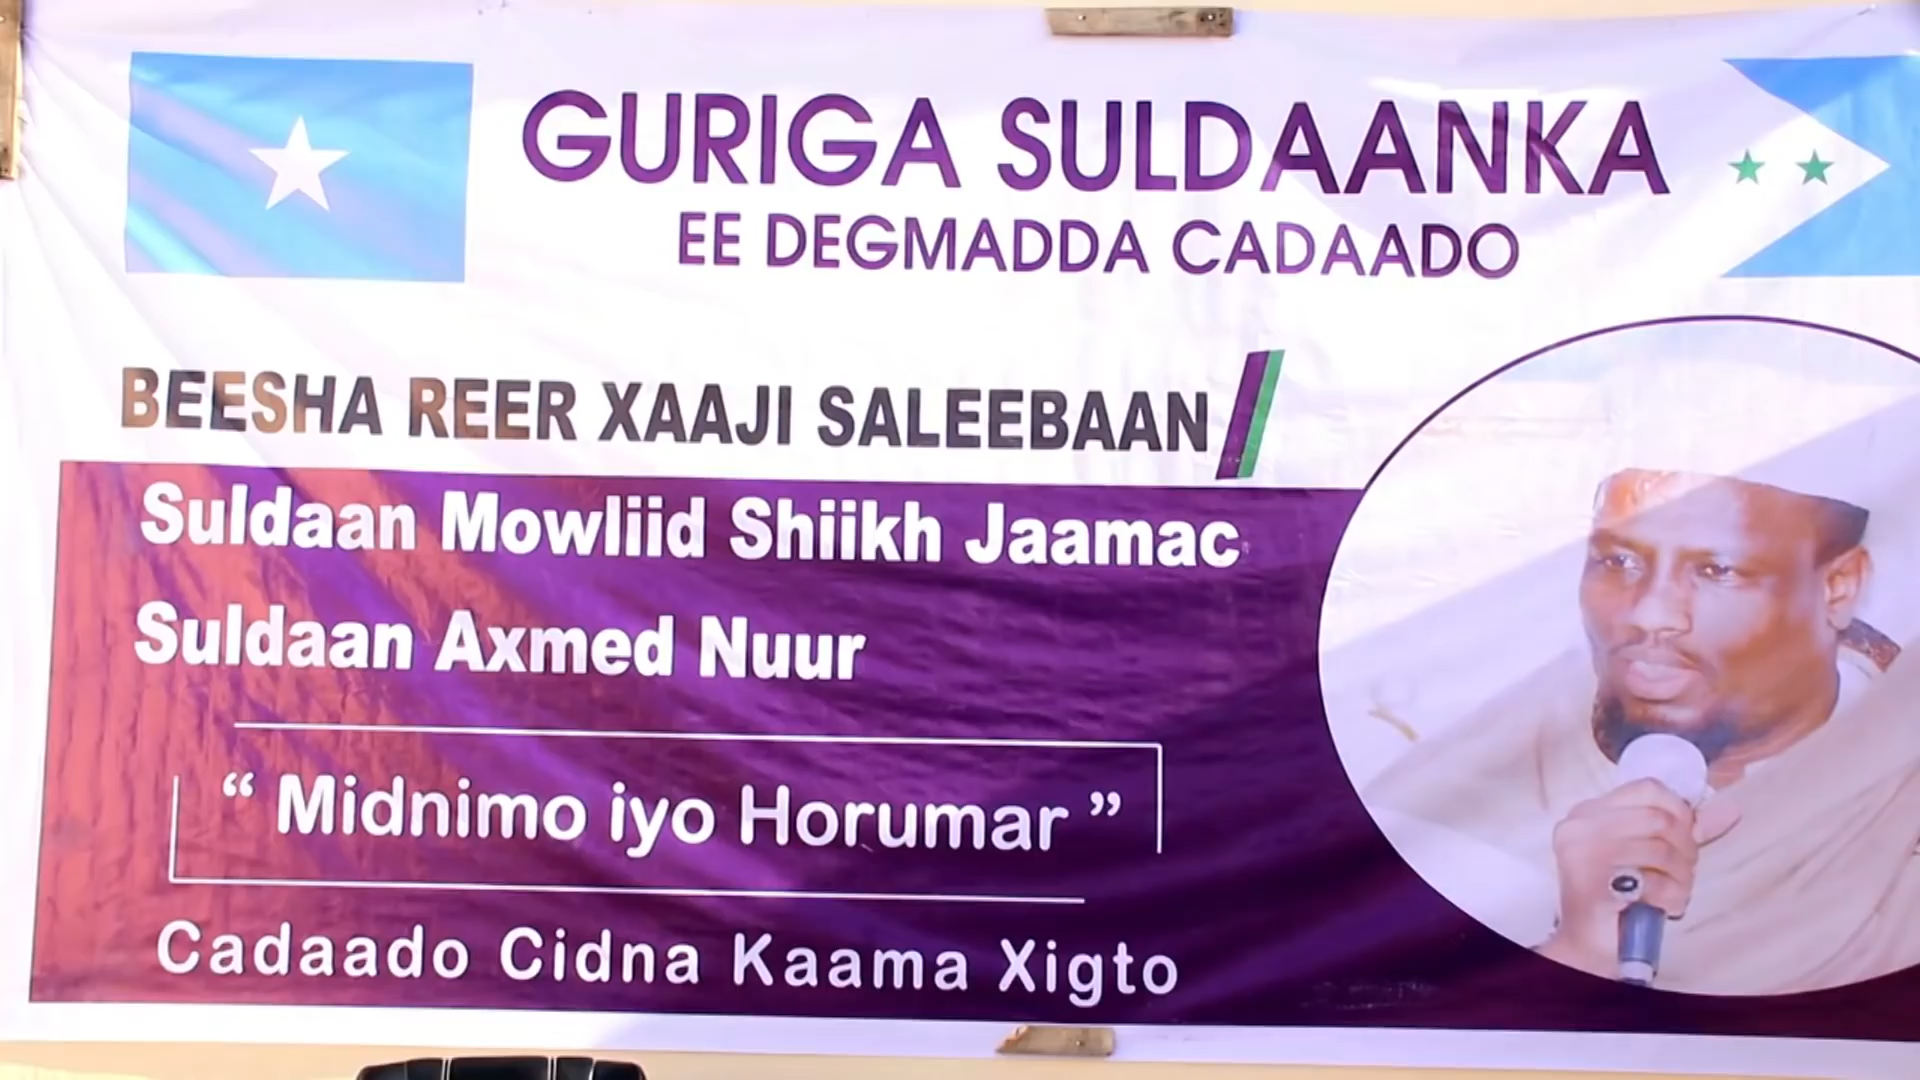 GURIGA SULDAANKA
EE DEGMADDA CADAADO
BEESHA REER XAAJI SALEEBAAN
Suldaan Mowliid Shiikh Jaamac
Suldaan Axmed Nuur
“ Midnimo iyo Horumar ”
Cadaado Cidna Kaama Xigto